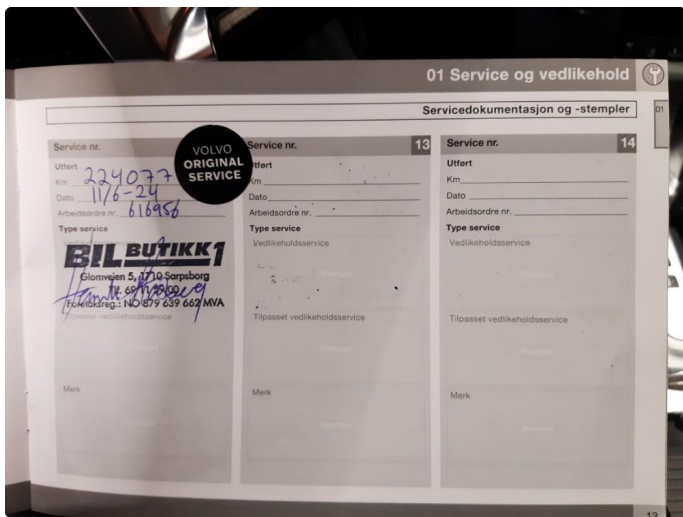 01 Service og vedlikehold
Servicedokumentasjon og -stempler
01
Service nr.
VOLVO
ORIGINAL
SERVICE
Utført
Km 224077
Dato 11/6-24
Arbeidsordre nr. 616956
Type service
BIL BUTIKK1
Glomveien 5, 1710 Sarpsborg
Tlf. 69
Foretaksreg.: NO 879 639 662 MVA
Tilpasset vedlikeholdsservice
Merk
Service nr. 13
Utført
Km
Dato
Arbeidsordre nr.
Type service
Vedlikeholdsservice
Stempel
Tilpasset vedlikeholdsservice
Stempel
Merk
Stempel
Service nr. 14
Utført
Km
Dato
Arbeidsordre nr.
Type service
Vedlikeholdsservice
Stempel
Tilpasset vedlikeholdsservice
Stempel
Merk
Stempel
13